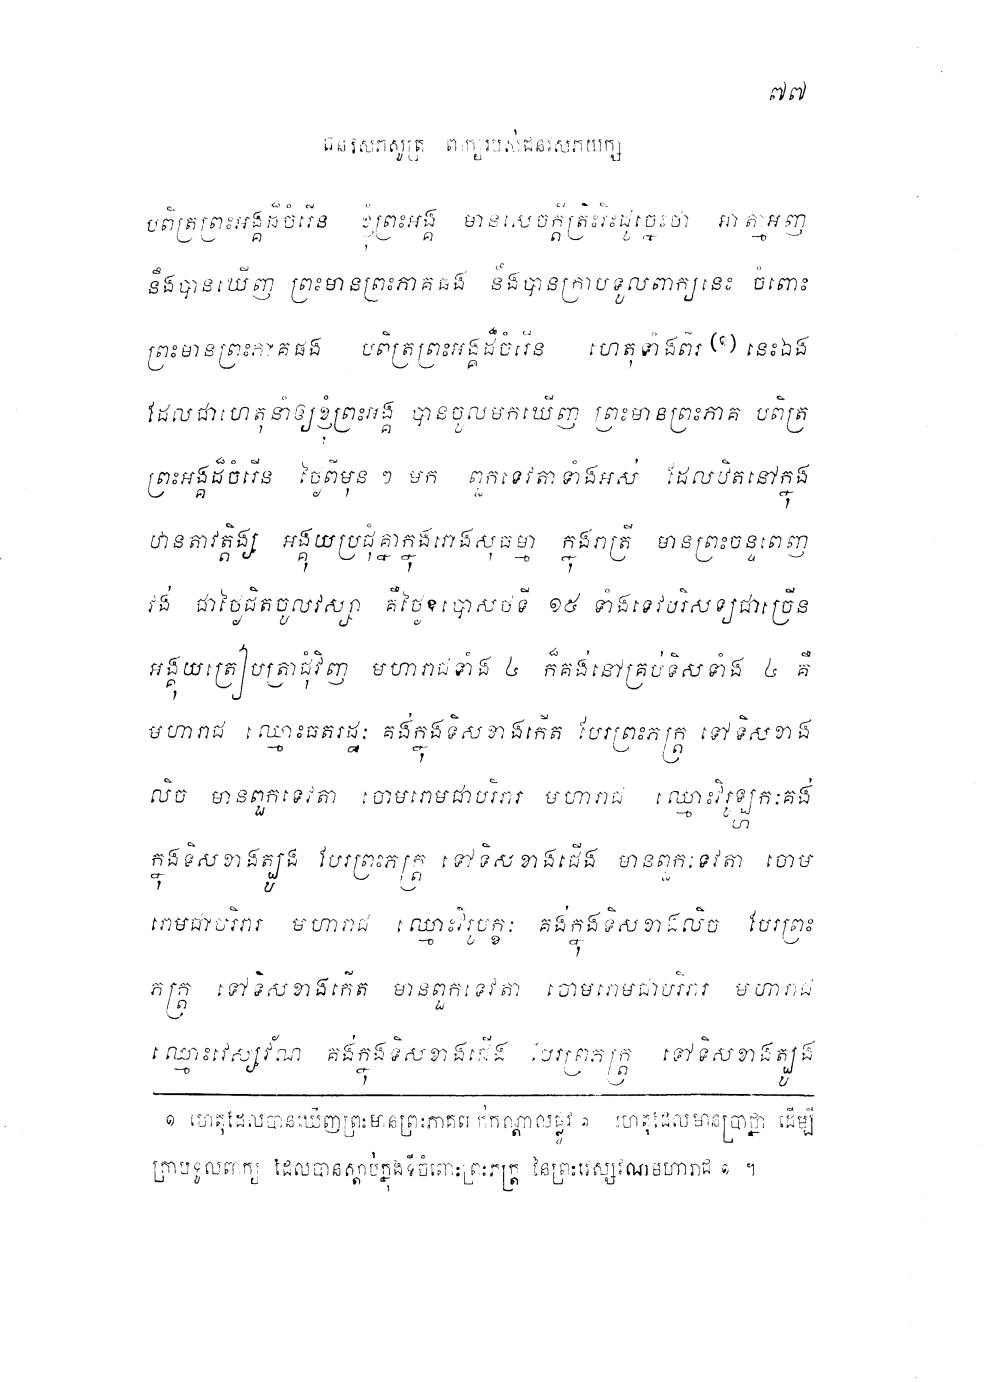 ៧៧
ជនវសភសូត្រ ពាក្យរបស់ជនវសភយក្ស
បពិត្រព្រះអង្គដ៏ចំរើន ខ្ញុំព្រះអង្គ មានសេចក្តីត្រិះរិះដូច្នេះថា អាត្មាអញ
នឹងបានឃើញ ព្រះមានព្រះភាគផង នឹងបានក្រាបទូលពាក្យនេះ ចំពោះ
ព្រះមានព្រះភាគផង បពិត្រព្រះអង្គដ៏ចំរើន ហេតុទាំងពីរ (១) នេះឯង
ដែលជាហេតុនាំឲ្យខ្ញុំព្រះអង្គ បានចូលមកឃើញ ព្រះមានព្រះភាគ បពិត្រ
ព្រះអង្គដ៏ចំរើន ថ្ងៃពីមុន ៗ មក ពួកទេវតាទាំងអស់ ដែលឋិតនៅក្នុង
ឋានតាវត្តិង្ស អង្គុយប្រជុំគ្នាក្នុងរោងសុធម្មា ក្នុងរាត្រី មានព្រះចន្ទពេញ
វង់ ជាថ្ងៃជិតចូលវស្សា គឺថ្ងៃឧបោសថទី ១៥ ទាំងទេវបរិសទ្យជាច្រើន
អង្គុយត្រៀបត្រាជុំវិញ មហារាជទាំង ៤ ក៏គង់នៅគ្រប់ទិសទាំង ៤ គឺ
មហារាជ ឈ្មោះធតរដ្ឋៈ គង់ក្នុងទិសខាងកើត បែរព្រះភក្ត្រ ទៅទិសខាង
លិច មានពួកទេវតា ចោមរោមជាបរិវារ មហារាជ ឈ្មោះវិរូឡ្ហកៈគង់
ក្នុងទិសខាងត្បូង បែរព្រះភក្ត្រ ទៅទិសខាងជើង មានពួកទេវតា ចោម
រោមជាបរិវារ មហារាជ ឈ្មោះវិរូបក្ខៈ គង់ក្នុងទិសខាងលិច បែរព្រះ
ភក្ត្រ ទៅទិសខាងកើត មានពួកទេវតា ចោមរោមជាបរិវារ មហារាជ
ឈ្មោះវេស្សវ័ណ គង់ក្នុងទិសខាងជើង បែរព្រះភក្ត្រ ទៅទិសខាងត្បូង
១ ហេតុដែលបានឃើញព្រះមានព្រះភាគ កណ្តាលផ្លូវ ១ ហេតុដែលមានប្រាថ្នា ដើម្បី
ក្រាបទូលពាក្យ ដែលបានស្តាប់ក្នុងទីចំពោះព្រះភក្ត្រ នៃព្រះវេស្សវណមហារាជ ១ ។